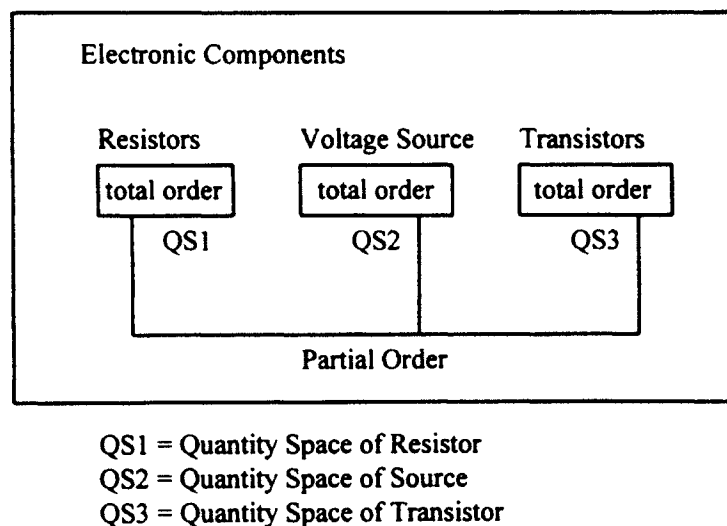 Electronic Components
Resistors Voltage Source Transistors
total order total order total order
QS1 QS2 QS3
Partial Order
QS1 = Quantity Space of Resistor
QS2 = Quantity Space of Source
QS3 = Quantity Space of Transistor